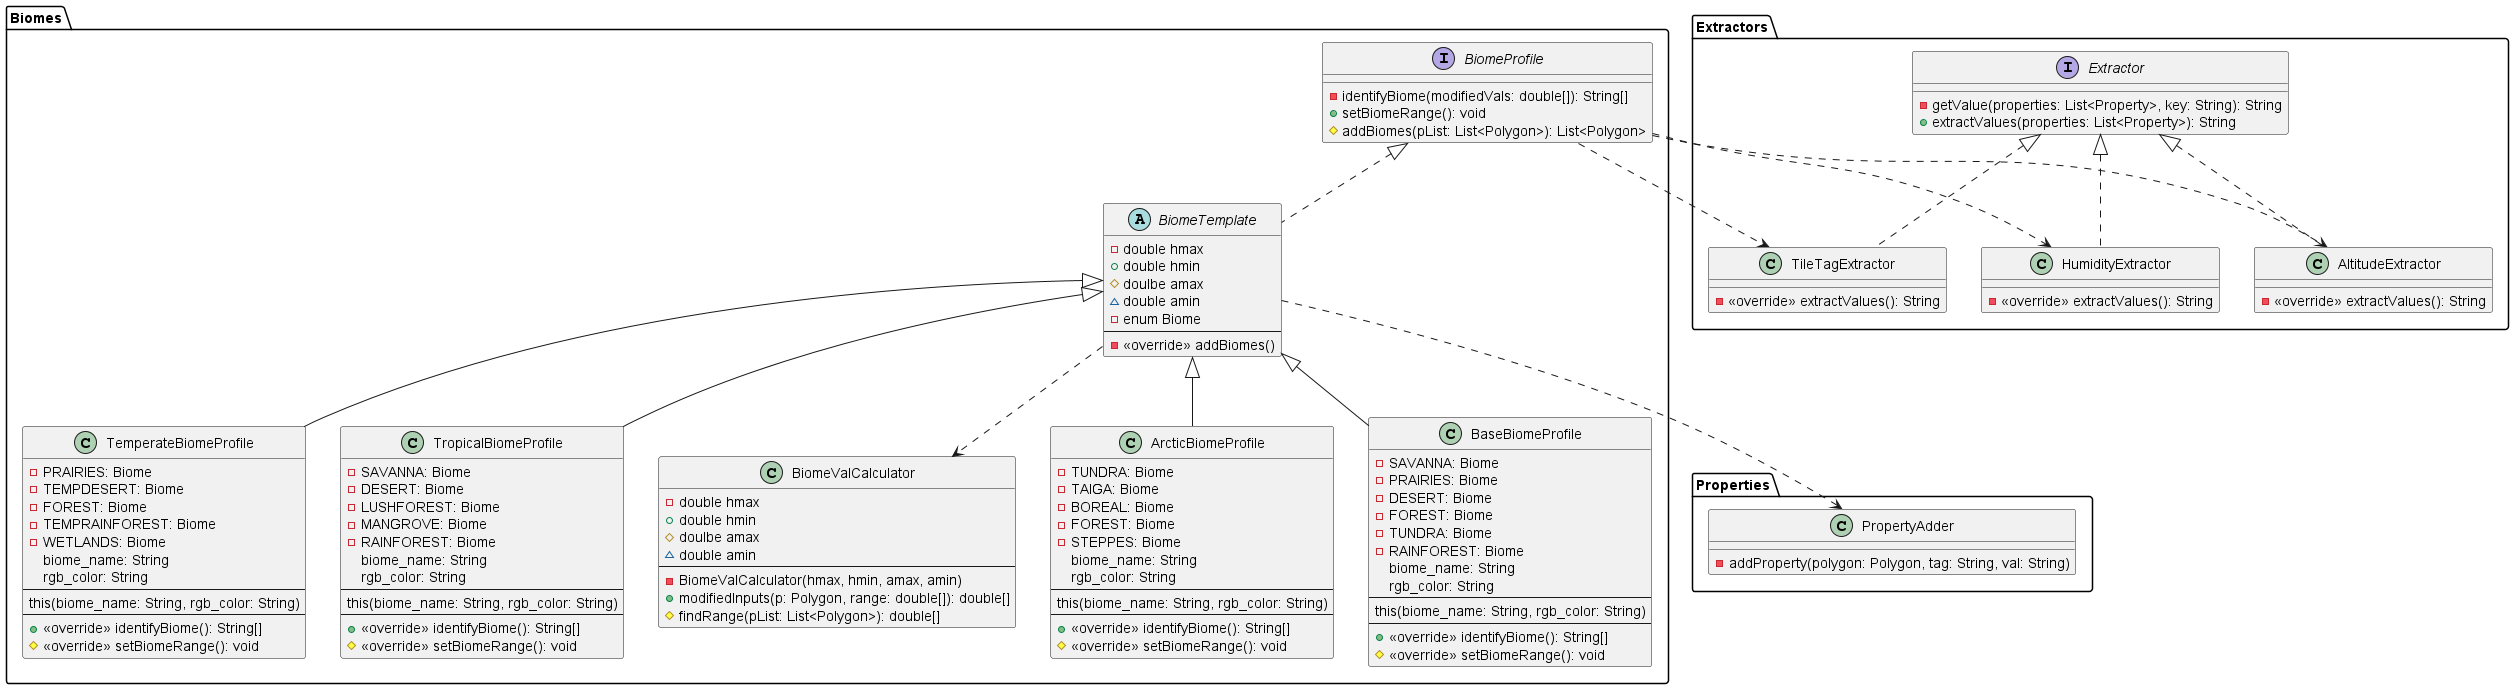 Biomes
BiomeProfile
identifyBiome(modifiedVals: double[]): String[]
setBiomeRange(): void
addBiomes(pList: List<Polygon>): List<Polygon>
Extractors
Extractor
getValue(properties: List<Property>, key: String): String
extractValues(properties: List<Property>): String
BiomeTemplate
double hmax
double hmin
doulbe amax
double amin
enum Biome
«override» addBiomes()
TileTagExtractor
«override» extractValues(): String
HumidityExtractor
«override» extractValues(): String
AltitudeExtractor
«override» extractValues(): String
TemperateBiomeProfile
PRAIRIES: Biome
TEMPDESERT: Biome
FOREST: Biome
TEMPRAINFOREST: Biome
WETLANDS: Biome
biome_name: String
rgb_color: String
this(biome_name: String, rgb_color: String)
«override» identifyBiome(): String[]
«override» setBiomeRange(): void
TropicalBiomeProfile
SAVANNA: Biome
DESERT: Biome
LUSHFOREST: Biome
MANGROVE: Biome
RAINFOREST: Biome
biome_name: String
rgb_color: String
this(biome_name: String, rgb_color: String)
«override» identifyBiome(): String[]
«override» setBiomeRange(): void
BiomeValCalculator
double hmax
double hmin
doulbe amax
double amin
BiomeValCalculator(hmax, hmin, amax, amin)
modifiedInputs(p: Polygon, range: double[]): double[]
findRange(pList: List<Polygon>): double[]
ArcticBiomeProfile
TUNDRA: Biome
TAIGA: Biome
BOREAL: Biome
FOREST: Biome
STEPPES: Biome
biome_name: String
rgb_color: String
this(biome_name: String, rgb_color: String)
«override» identifyBiome(): String[]
«override» setBiomeRange(): void
BaseBiomeProfile
SAVANNA: Biome
PRAIRIES: Biome
DESERT: Biome
FOREST: Biome
TUNDRA: Biome
RAINFOREST: Biome
biome_name: String
rgb_color: String
this(biome_name: String, rgb_color: String)
«override» identifyBiome(): String[]
«override» setBiomeRange(): void
Properties
PropertyAdder
addProperty(polygon: Polygon, tag: String, val: String)